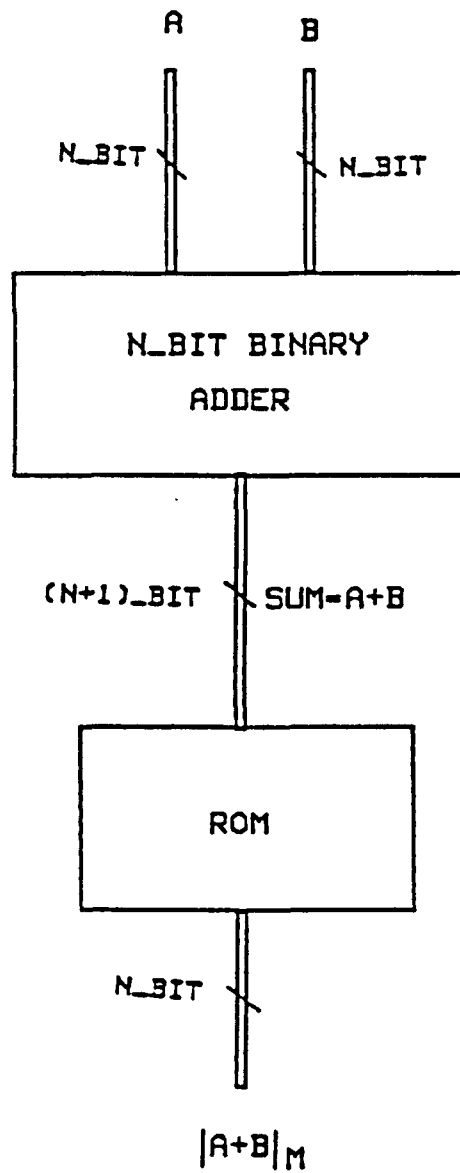 A B
N_BIT N_BIT
N_BIT BINARY
ADDER
(N+1)_BIT SUM=A+B
ROM
N_BIT
|A+B|M